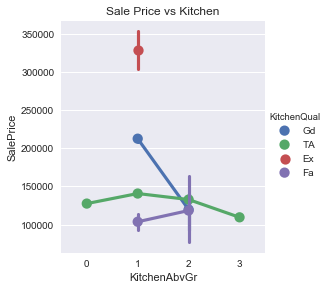 Sale Price vs Kitchen
350000
300000
250000
200000
150000
100000
SalePrice
0 1 2 3
KitchenAbvGr
KitchenQual
Gd
TA
Ex
Fa